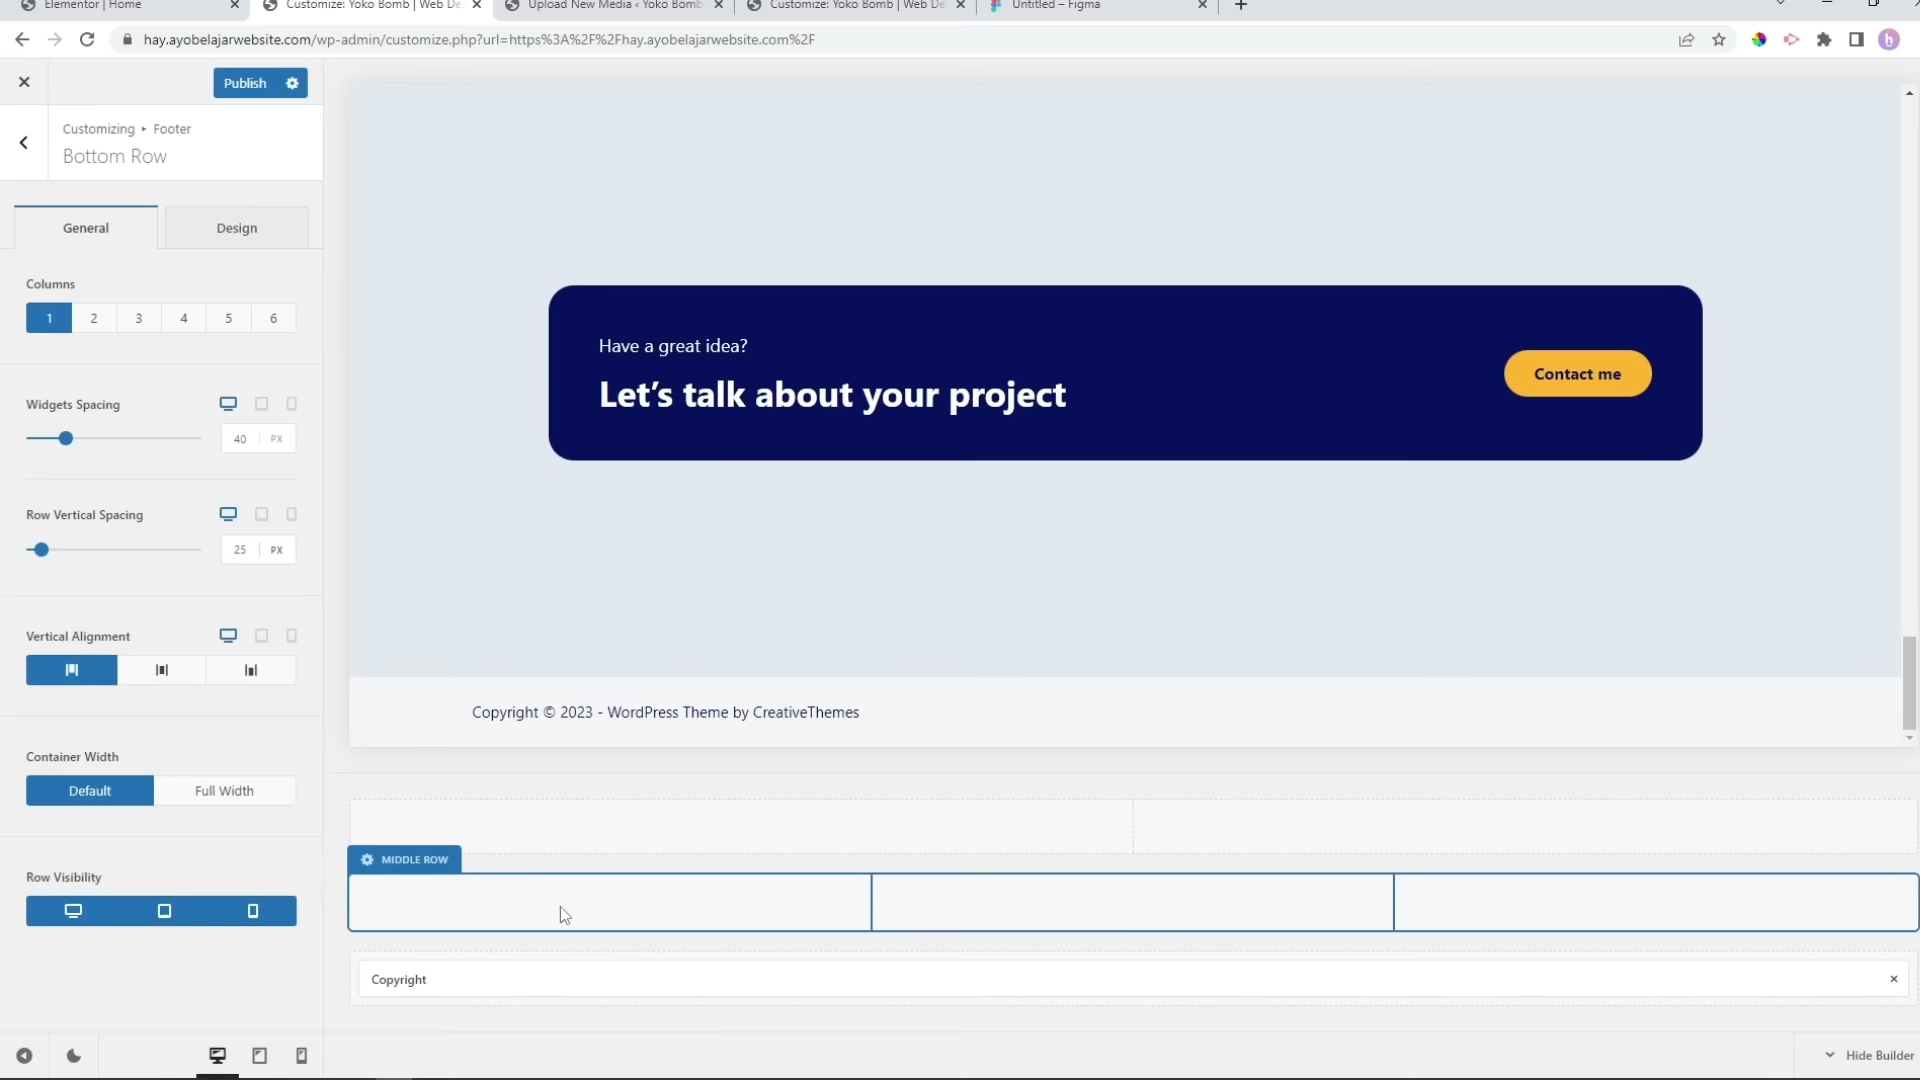 Elementor | Home
Customize: Yoko Bomb | Web De
Upload New Media ‹ Yoko Bomb
Customize: Yoko Bomb | Web De
Untitled – Figma
hay.ayobelajarwebsite.com/wp-admin/customize.php?url=https%3A%2F%2Fhay.ayobelajarwebsite.com%2F
h
Publish
Customizing ▸ Footer
Bottom Row
General
Design
Columns
1 2 3 4 5 6
Widgets Spacing
40 PX
Row Vertical Spacing
25 PX
Vertical Alignment
Container Width
Default
Full Width
Row Visibility
Have a great idea?
Let’s talk about your project
Contact me
Copyright © 2023 - WordPress Theme by CreativeThemes
MIDDLE ROW
Copyright
Hide Builder